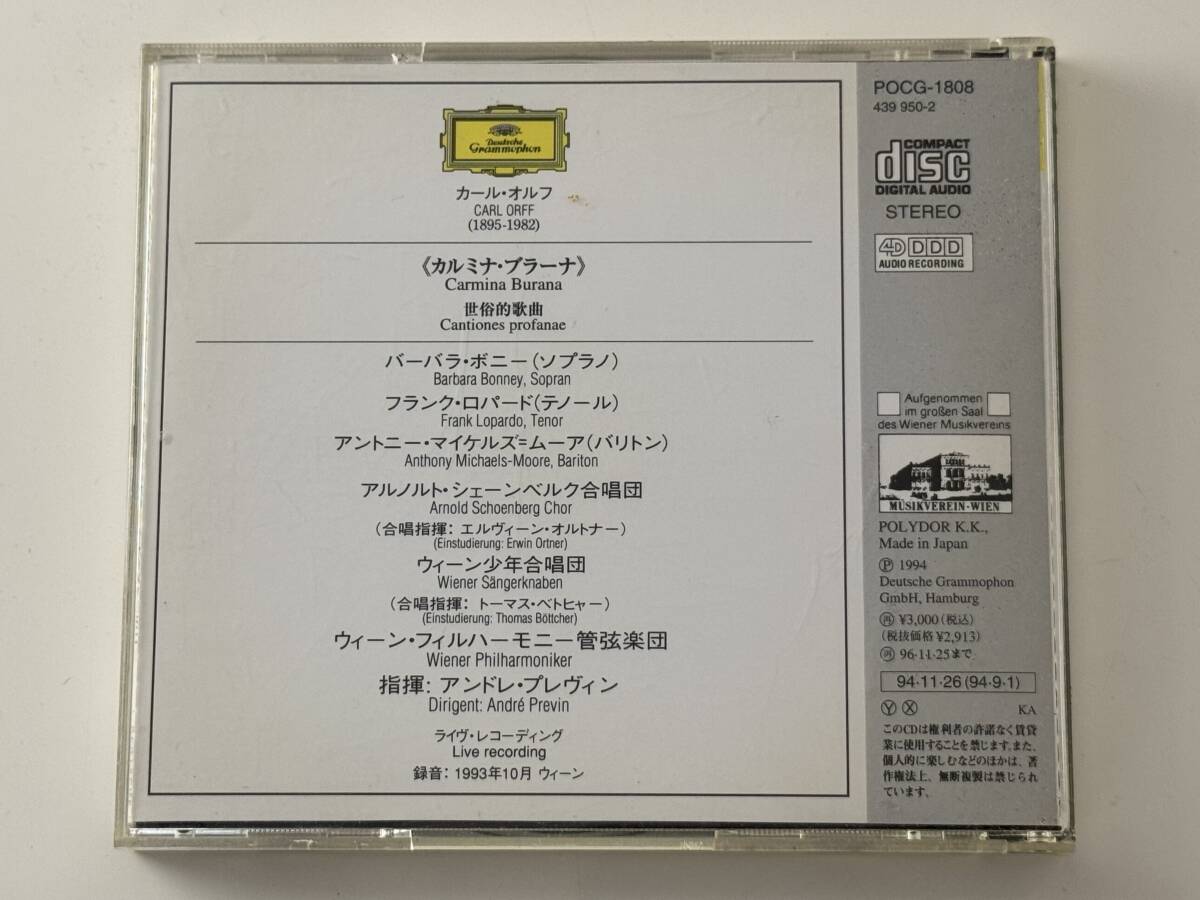 Deutsche
Grammophon
カール・オルフ
CARL ORFF
(1895-1982)
《カルミナ・ブラーナ》
Carmina Burana
世俗的歌曲
Cantiones profanae
バーバラ・ボニー(ソプラノ)
Barbara Bonney, Sopran
フランク・ロパード(テノール)
Frank Lopardo, Tenor
アントニー・マイケルズ=ムーア(バリトン)
Anthony Michaels-Moore, Bariton
アルノルト・シェーンベルク合唱団
Arnold Schoenberg Chor
(合唱指揮: エルヴィーン・オルトナー)
(Einstudierung: Erwin Ortner)
ウィーン少年合唱団
Wiener Sängerknaben
(合唱指揮: トーマス・ベトヒャー)
(Einstudierung: Thomas Böttcher)
ウィーン・フィルハーモニー管弦楽団
Wiener Philharmoniker
指揮: アンドレ・プレヴィン
Dirigent: André Previn
ライヴ・レコーディング
Live recording
録音: 1993年10月 ウィーン
POCG-1808
439 950-2
COMPACT
disc
DIGITAL AUDIO
STEREO
4D DDD
AUDIO RECORDING
Aufgenommen
im großen Saal
des Wiener Musikvereins
MUSIKVEREIN-WIEN
POLYDOR K.K.,
Made in Japan
Ⓟ 1994
Deutsche Grammophon
GmbH, Hamburg
㋐ ¥3,000(税込)
(税抜価格 ¥2,913)
㋐ 96・11・25まで
94・11・26(94・9・1)
Ⓨ Ⓧ KA
このCDは権利者の許諾なく賃貸
業に使用することを禁じます。また、
個人的に楽しむなどのほかは、著
作権法上、無断複製は禁じられ
ています。